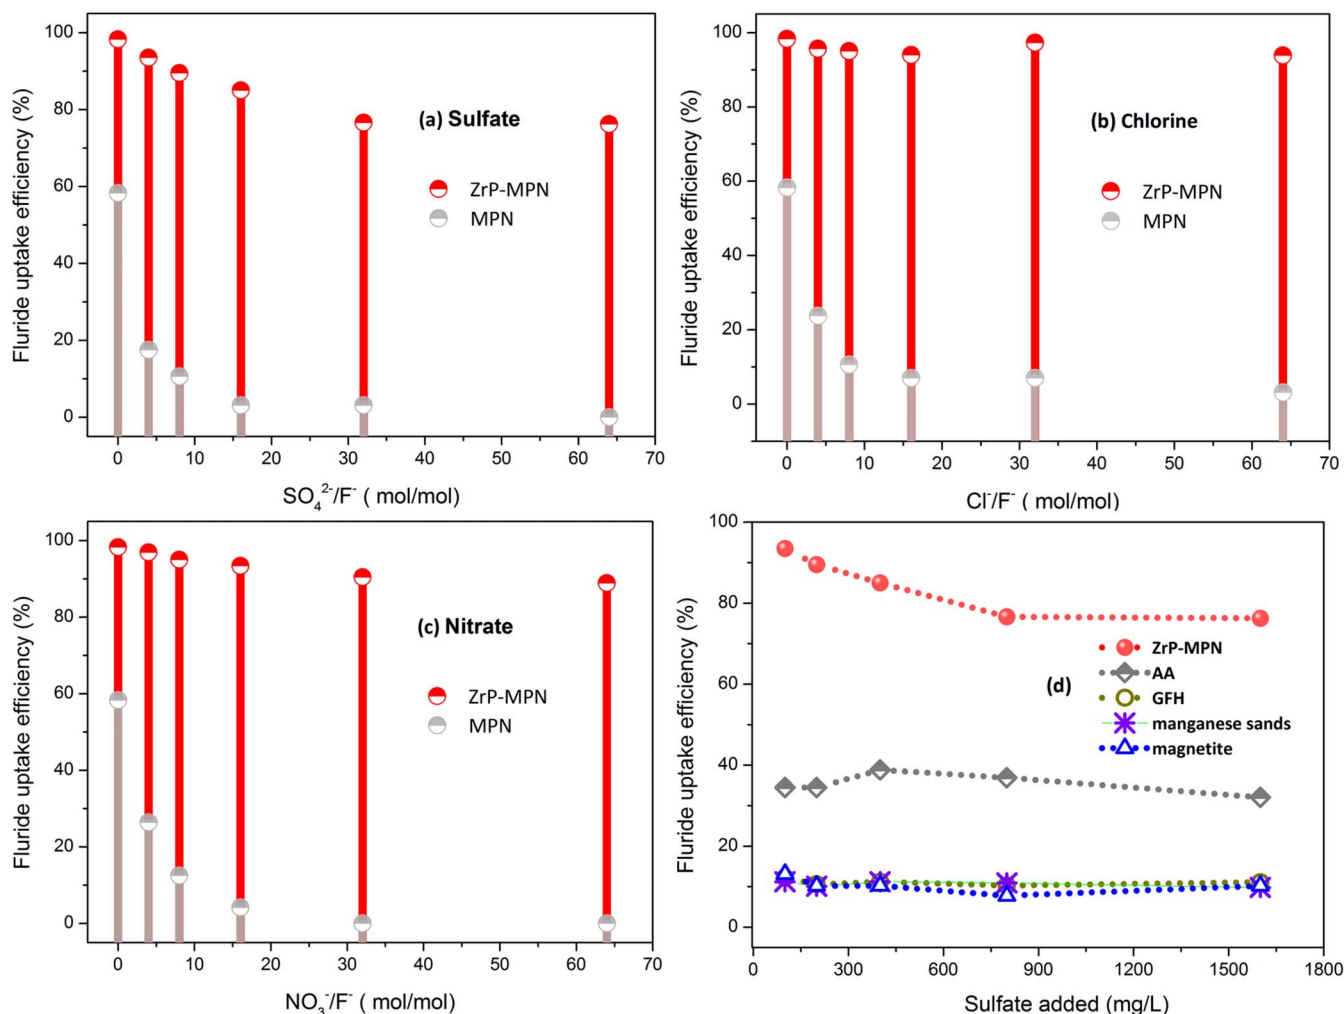 100
80
60
40
20
0
Fluride uptake efficiency (%)
(a) Sulfate
ZrP-MPN
MPN
0 10 20 30 40 50 60 70
SO₄²⁻/F⁻ ( mol/mol)
100
80
60
40
20
0
Fluride uptake efficiency (%)
(b) Chlorine
ZrP-MPN
MPN
0 10 20 30 40 50 60 70
Cl⁻/F⁻ ( mol/mol)
100
80
60
40
20
0
Fluride uptake efficiency (%)
(c) Nitrate
ZrP-MPN
MPN
0 10 20 30 40 50 60 70
NO₃⁻/F⁻ ( mol/mol)
100
80
60
40
20
0
Fluride uptake efficiency (%)
(d)
ZrP-MPN
AA
GFH
manganese sands
magnetite
0 300 600 900 1200 1500 1800
Sulfate added (mg/L)